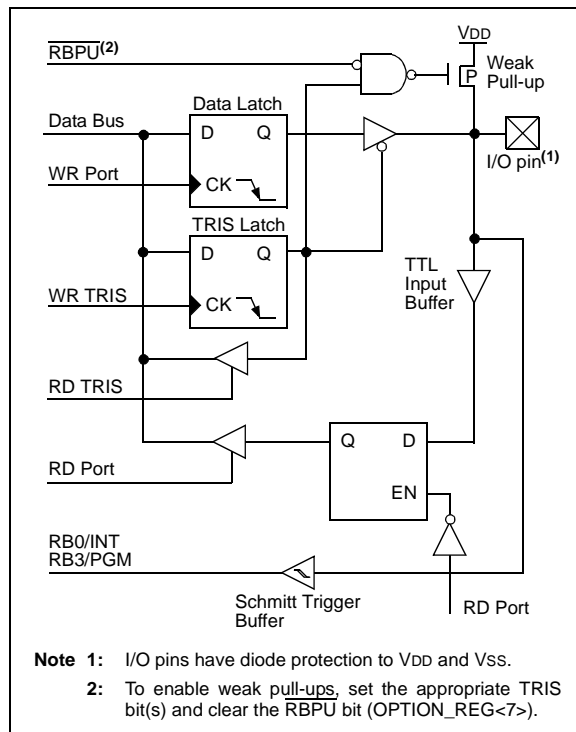 VDD
RBPU(2)
Weak
Pull-up
P
Data Latch
Data Bus
D Q
I/O pin(1)
WR Port
CK
TRIS Latch
D Q
TTL
Input
Buffer
WR TRIS
CK
RD TRIS
Q D
RD Port
EN
RB0/INT
RB3/PGM
Schmitt Trigger
Buffer
RD Port
Note 1: I/O pins have diode protection to VDD and VSS.
2: To enable weak pull-ups, set the appropriate TRIS
bit(s) and clear the RBPU bit (OPTION_REG<7>).